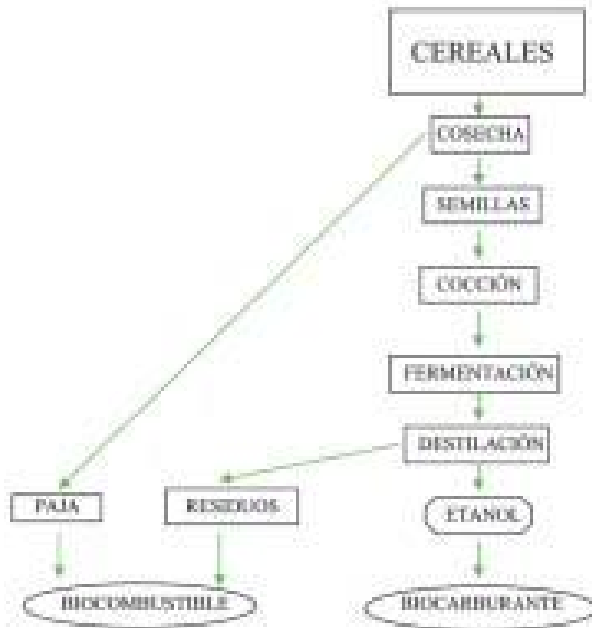 CEREALES
COSECHA
SEMILLAS
COCCIÓN
FERMENTACIÓN
DESTILACIÓN
PAJA
RESIDUOS
ETANOL
BIOCOMBUSTIBLE
BIOCARBURANTE